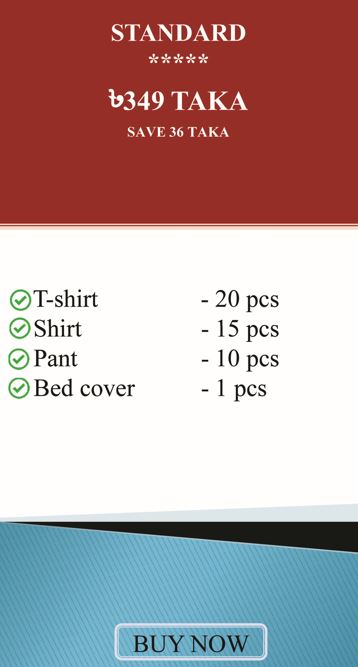 STANDARD
*****
৳349 TAKA
SAVE 36 TAKA
T-shirt - 20 pcs
Shirt - 15 pcs
Pant - 10 pcs
Bed cover - 1 pcs
BUY NOW